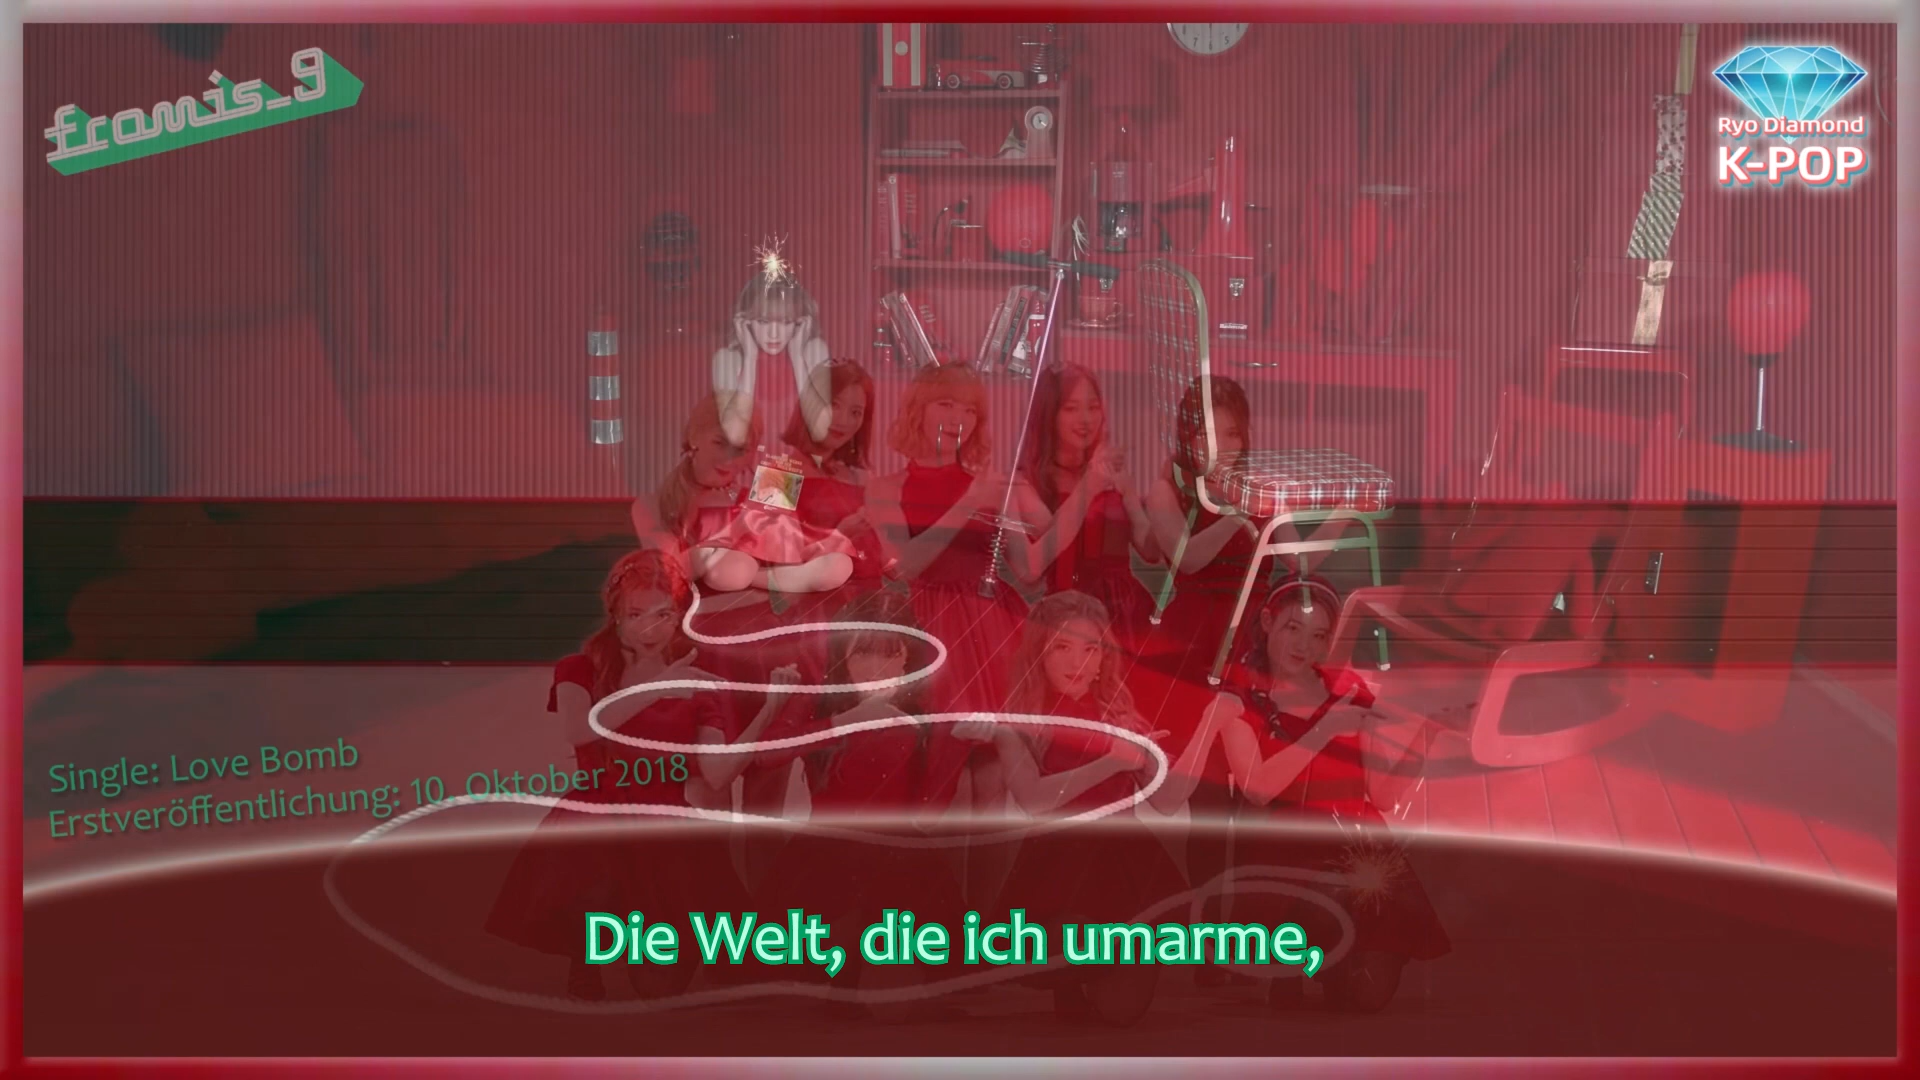 fromis_9
Ryo Diamond
K-POP
Single: Love Bomb
Erstveröffentlichung: 10. Oktober 2018
Die Welt, die ich umarme,